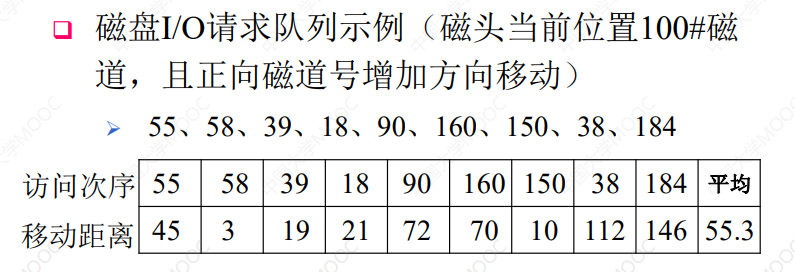 磁盘I/O请求队列示例（磁头当前位置100#磁
道，且正向磁道号增加方向移动）
55、58、39、18、90、160、150、38、184
访问次序 55 58 39 18 90 160 150 38 184 平均
移动距离 45 3 19 21 72 70 10 112 146 55.3